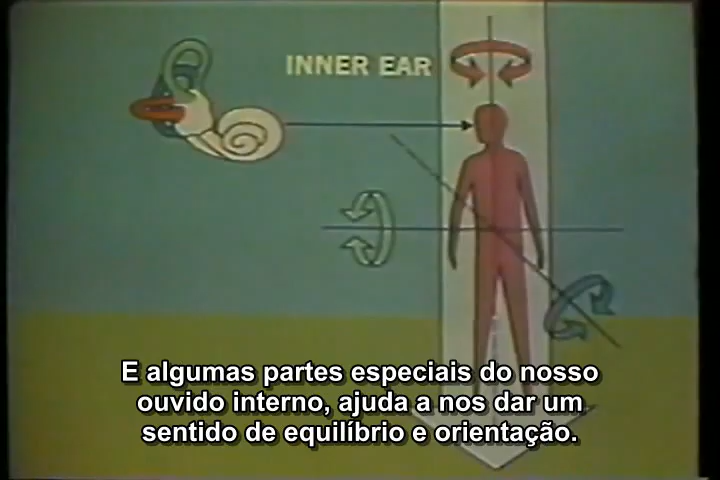 INNER EAR
E algumas partes especiais do nosso
ouvido interno, ajuda a nos dar um
sentido de equilíbrio e orientação.